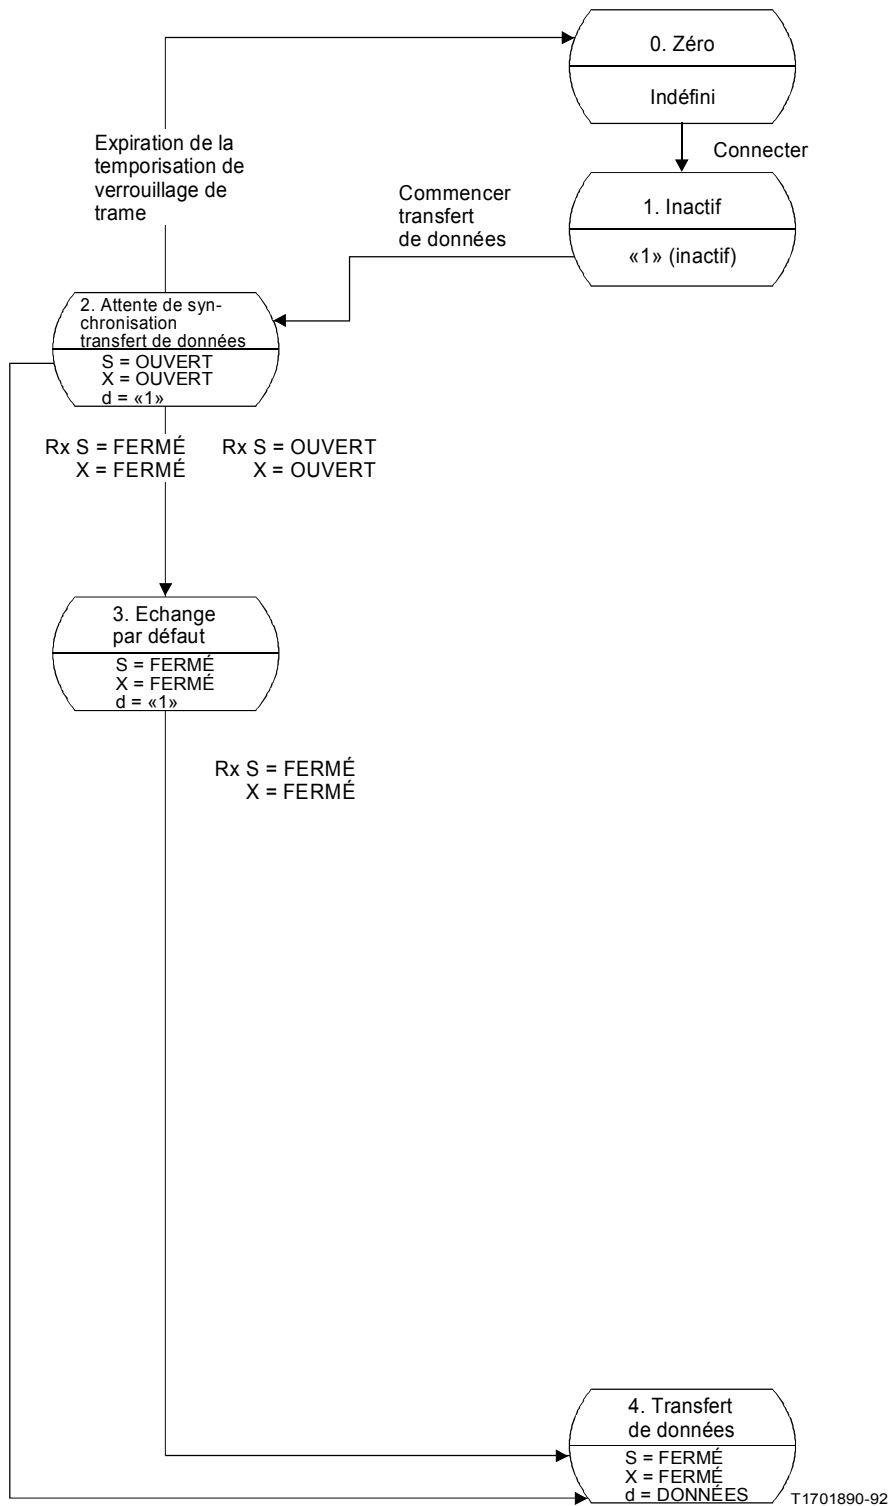 0. Zéro
Indéfini
Connecter
Expiration de la
temporisation de
verrouillage de
trame
Commencer
transfert
de données
1. Inactif
«1» (inactif)
2. Attente de syn-
chronisation
transfert de données
S = OUVERT
X = OUVERT
d = «1»
Rx S = FERMÉ
X = FERMÉ
Rx S = OUVERT
X = OUVERT
3. Echange
par défaut
S = FERMÉ
X = FERMÉ
d = «1»
Rx S = FERMÉ
X = FERMÉ
4. Transfert
de données
S = FERMÉ
X = FERMÉ
d = DONNÉES
T1701890-92